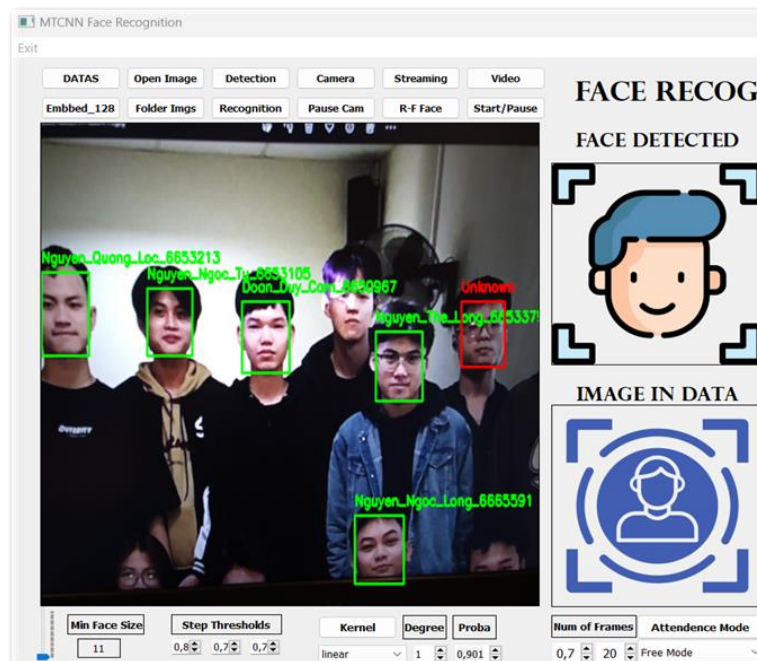 MTCNN Face Recognition
Exit
DATAS Open Image Detection Camera Streaming Video
Embbed_128 Folder Imgs Recognition Pause Cam R-F Face Start/Pause
FACE RECOG
FACE DETECTED
Nguyen_Quang_Loc_6653213
Nguyen_Ngoc_Tu_6653105
Doan_Duy_Cam_6650967
Unknown
Nguyen_The_Long_665337
IMAGE IN DATA
Nguyen_Ngoc_Long_6665591
Min Face Size Step Thresholds Kernel Degree Proba Num of Frames Attendence Mode
11 0,8 0,7 0,7 linear 1 0,901 0,7 20 Free Mode